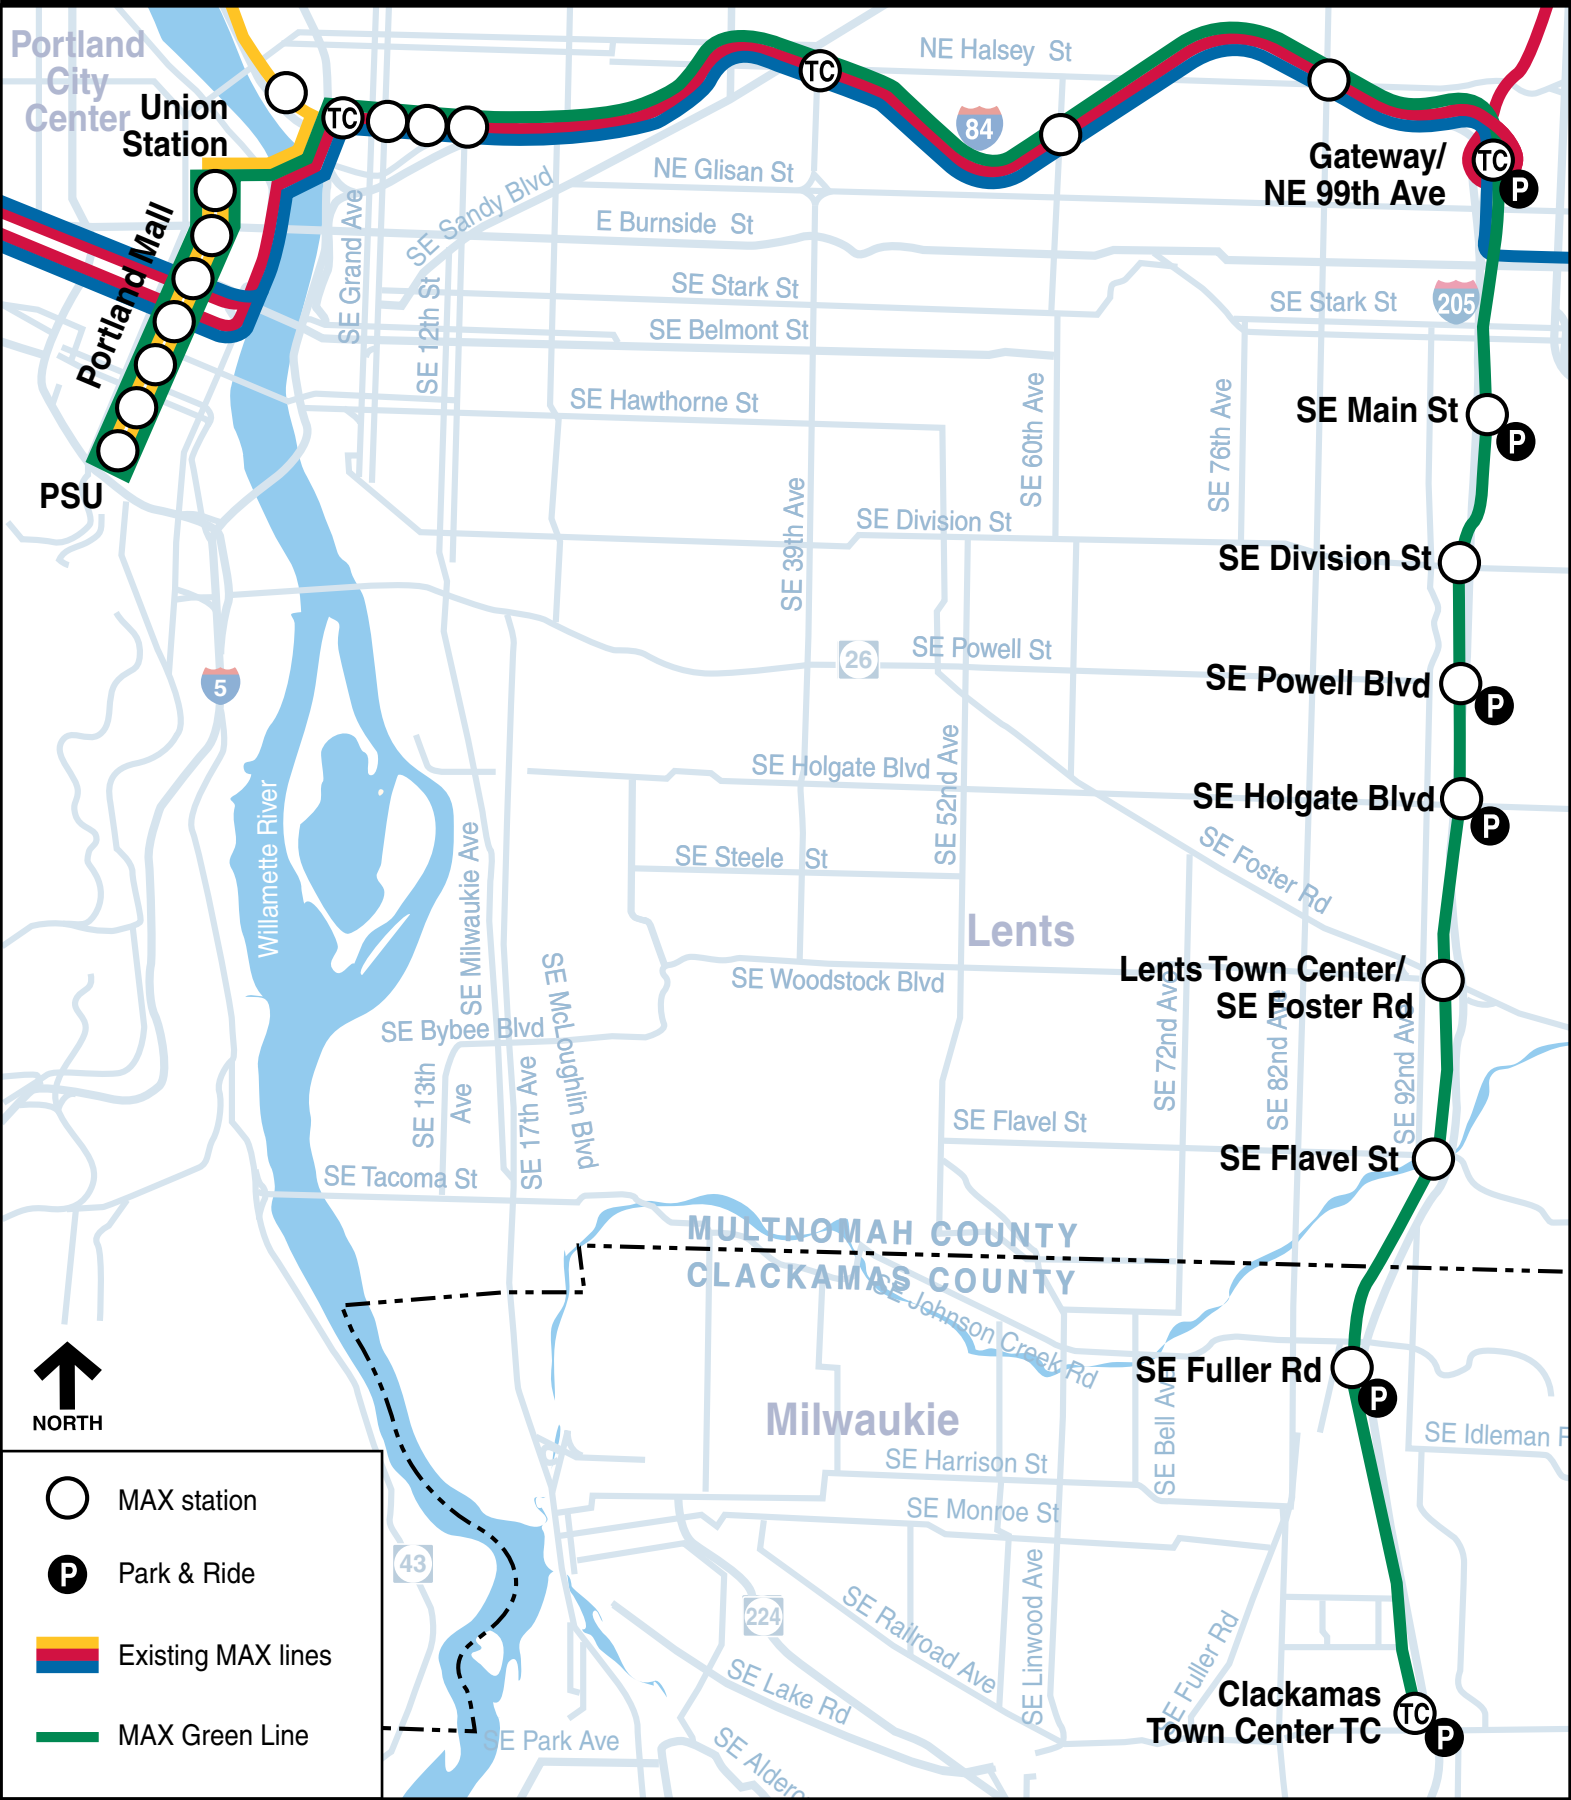 Portland
City
Center
Union
Station
TC
TC
NE Halsey St
84
Gateway/
NE 99th Ave
TC
P
NE Glisan St
SE Sandy Blvd
E Burnside St
SE Grand Ave
Portland Mall
SE 12th St
SE Stark St
SE Stark St
205
SE Belmont St
SE Hawthorne St
SE 60th Ave
SE 76th Ave
SE Main St
P
PSU
SE 39th Ave
SE Division St
SE Division St
26
SE Powell St
SE Powell Blvd
P
5
SE Holgate Blvd
SE 52nd Ave
SE Holgate Blvd
P
Willamette River
SE Milwaukie Ave
SE Steele St
SE Foster Rd
Lents
SE McLoughlin Blvd
SE Woodstock Blvd
Lents Town Center/
SE Foster Rd
SE Bybee Blvd
SE 13th
Ave
SE 17th Ave
SE 72nd Ave
SE 82nd Ave
SE 92nd Ave
SE Flavel St
SE Flavel St
SE Tacoma St
MULTNOMAH COUNTY
CLACKAMAS COUNTY
SE Johnson Creek Rd
SE Fuller Rd
P
NORTH
Milwaukie
SE Bell Ave
SE Idleman R
SE Harrison St
SE Monroe St
MAX station
P
Park & Ride
Existing MAX lines
MAX Green Line
43
224
SE Railroad Ave
SE Linwood Ave
SE Fuller Rd
SE Lake Rd
SE Park Ave
SE Aldero
Clackamas
Town Center TC
TC
P